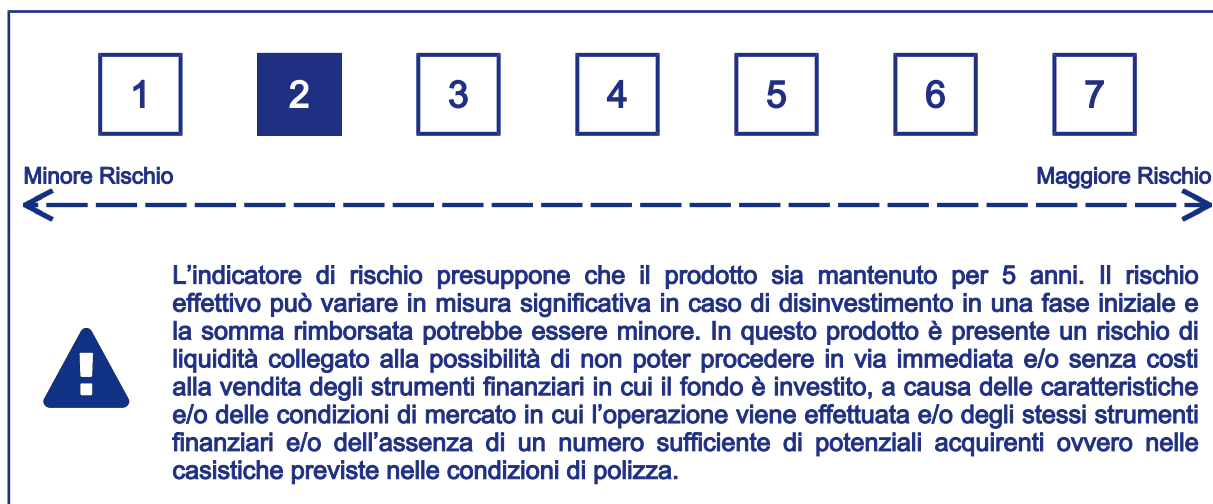 1 2 3 4 5 6 7
Minore Rischio Maggiore Rischio
L'indicatore di rischio presuppone che il prodotto sia mantenuto per 5 anni. Il rischio
effettivo può variare in misura significativa in caso di disinvestimento in una fase iniziale e
la somma rimborsata potrebbe essere minore. In questo prodotto è presente un rischio di
liquidità collegato alla possibilità di non poter procedere in via immediata e/o senza costi
alla vendita degli strumenti finanziari in cui il fondo è investito, a causa delle caratteristiche
e/o delle condizioni di mercato in cui l'operazione viene effettuata e/o degli stessi strumenti
finanziari e/o dell'assenza di un numero sufficiente di potenziali acquirenti ovvero nelle
casistiche previste nelle condizioni di polizza.